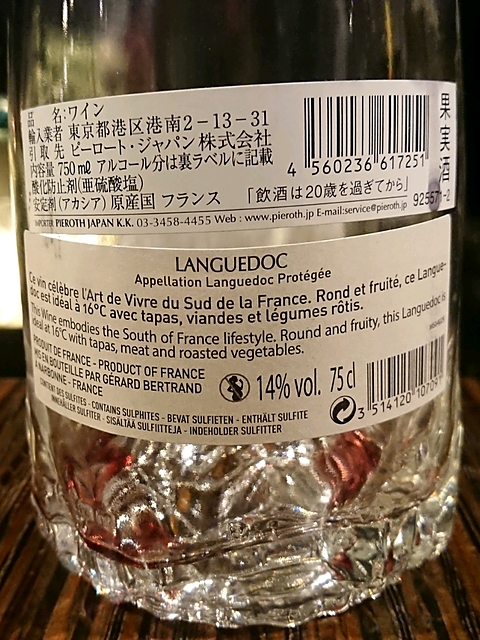 品　名:ワイン
輸入業者 東京都港区港南2-13-31
引 取 先 ピーロート・ジャパン株式会社
内容量 750㎖ アルコール分は裏ラベルに記載
酸化防止剤(亜硫酸塩)
安定剤(アカシア) 原産国 フランス
「飲酒は20歳を過ぎてから」
IMPORTER PIEROTH JAPAN K.K. 03-3458-4455 Web : www.pieroth.jp E-mail:service@pieroth.jp
4 560236 617251
果実酒
925571-2
LANGUEDOC
Appellation Languedoc Protégée
Ce vin célèbre l'Art de Vivre du Sud de la France. Rond et fruité, ce Langue-
doc est idéal à 16°C avec tapas, viandes et légumes rôtis.
This Wine embodies the South of France lifestyle. Round and fruity, this Languedoc is
ideal at 16°C with tapas, meat and roasted vegetables.
PRODUIT DE FRANCE - PRODUCT OF FRANCE
MIS EN BOUTEILLE PAR GÉRARD BERTRAND
À NARBONNE - FRANCE
14% vol. 75 cl
CONTIENT DES SULFITES - CONTAINS SULPHITES - BEVAT SULFIETEN - ENTHÄLT SULFITE
INNEHÅLLER SULFITER - SISÄLTÄÄ SULFIITTEJA - INDEHOLDER SULFITTER
3 514120 107091